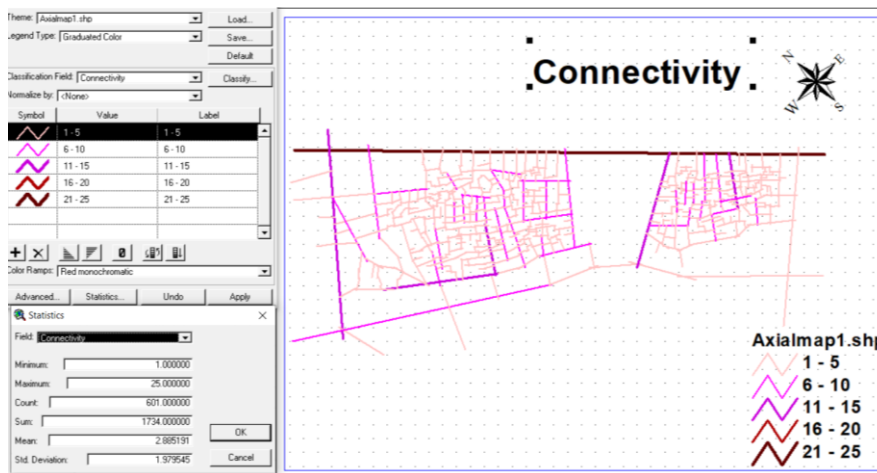 Theme: Axialmap1.shp
Load...
Legend Type: Graduated Color
Save...
Default
Classification Field: Connectivity
Classify...
Normalize by: <None>
Symbol Value Label
1 - 5 1 - 5
6 - 10 6 - 10
11 - 15 11 - 15
16 - 20 16 - 20
21 - 25 21 - 25
Color Ramps: Red monochromatic
Advanced... Statistics... Undo Apply
Statistics
Field: Connectivity
Minimum: 1.000000
Maximum: 25.000000
Count: 601.000000
Sum: 1734.000000
Mean: 2.885191
OK
Std. Deviation: 1.979545
Cancel
Connectivity
N E
W S
Axialmap1.shp
1 - 5
6 - 10
11 - 15
16 - 20
21 - 25